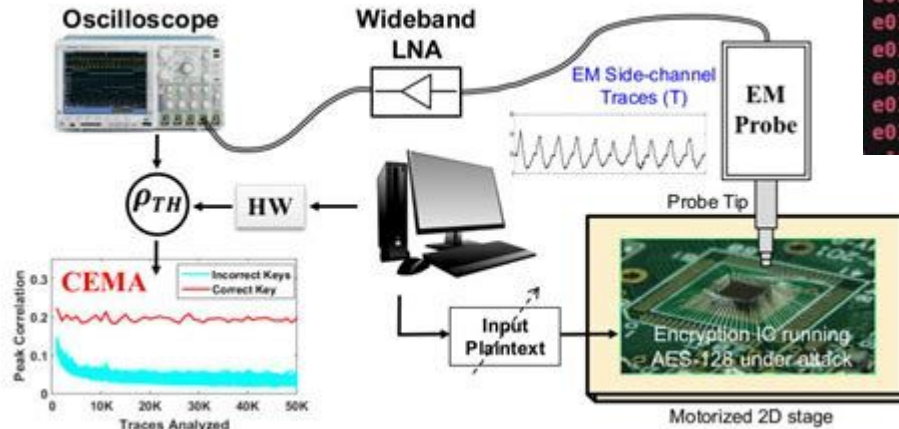 Oscilloscope
Wideband
LNA
EM Side-channel
Traces (T)
EM
Probe
e0
e0
e0
e0
e0
Probe Tip
ρTH
HW
CEMA
Incorrect Keys
Correct Key
Peak Correlation
0.3
0.2
0.1
0
0
10K
20K
30K
40K
50K
Traces Analyzed
Input
Plaintext
Encryption IC running
AES-128 under attack
Motorized 2D stage